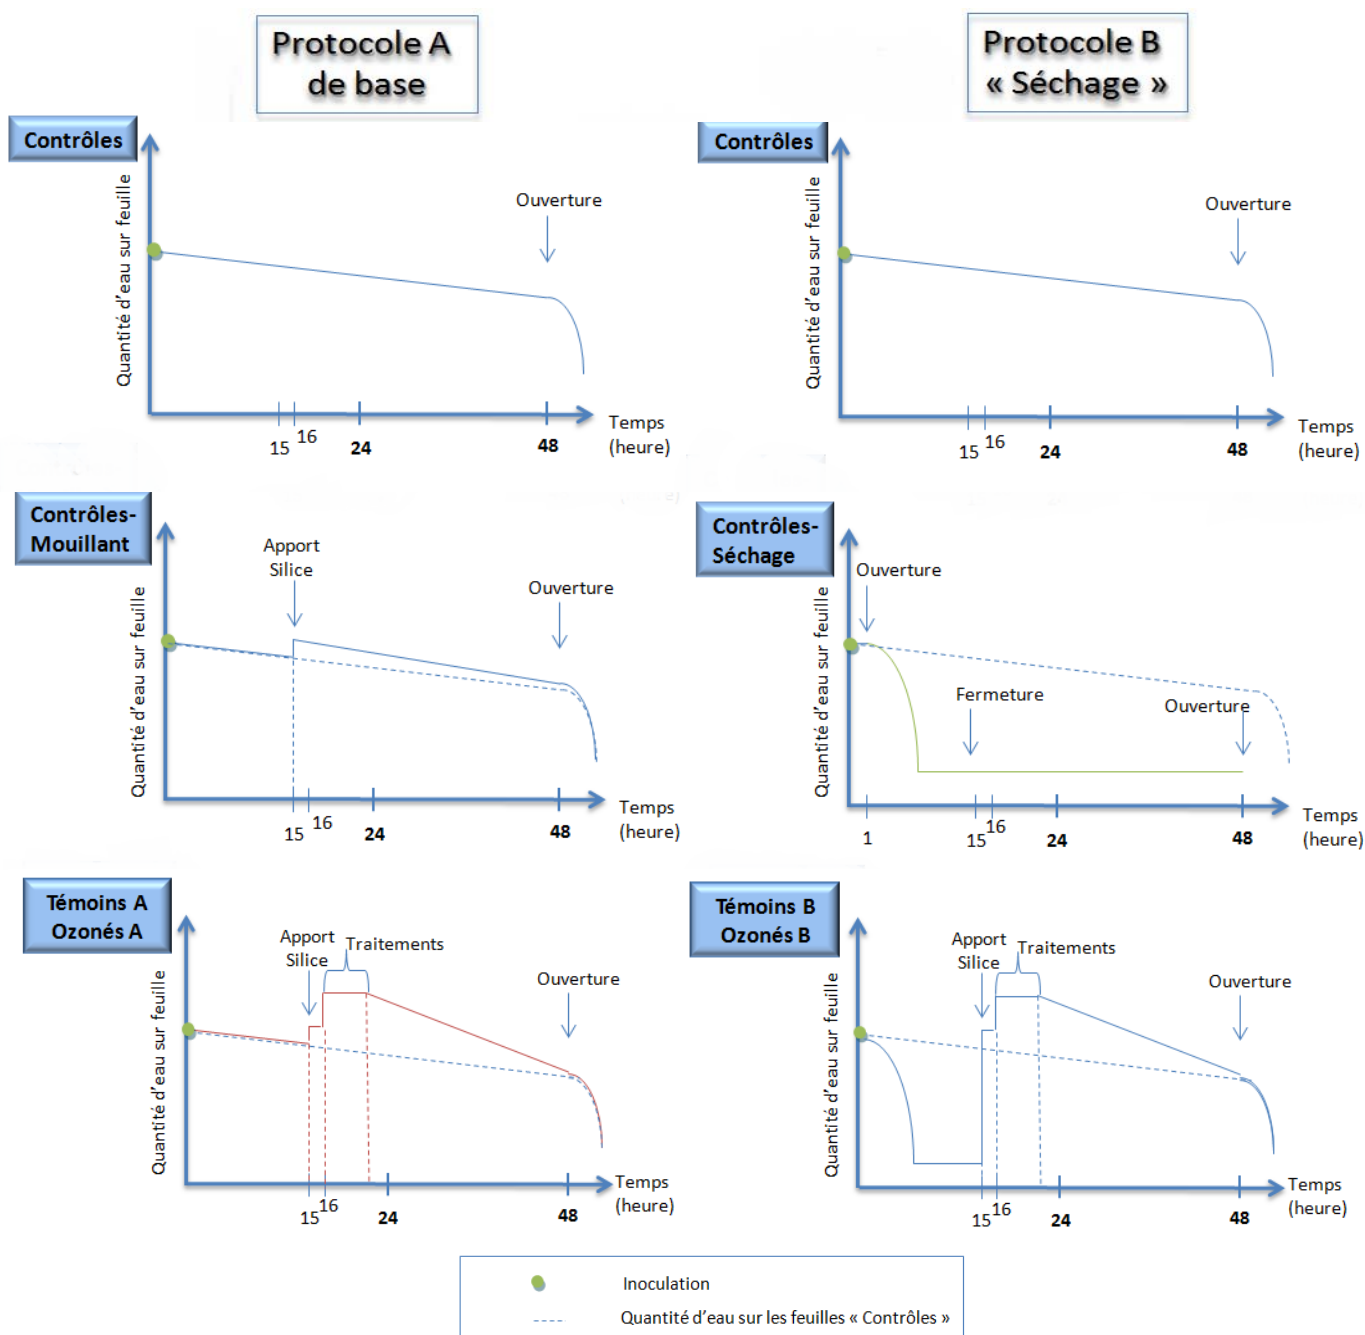 Protocole A
de base
Protocole B
« Séchage »
Contrôles
Quantité d'eau sur feuille
Ouverture
15
16
24
48
Temps
(heure)
Contrôles
Quantité d'eau sur feuille
Ouverture
15
16
24
48
Temps
(heure)
Contrôles-
Mouillant
Quantité d'eau sur feuille
Apport
Silice
Ouverture
15
16
24
48
Temps
(heure)
Contrôles-
Séchage
Quantité d'eau sur feuille
Ouverture
Fermeture
Ouverture
1
15
16
24
48
Temps
(heure)
Témoins A
Ozonés A
Quantité d'eau sur feuille
Apport
Silice
Traitements
Ouverture
15
16
24
48
Temps
(heure)
Témoins B
Ozonés B
Quantité d'eau sur feuille
Apport
Silice
Traitements
Ouverture
15
16
24
48
Temps
(heure)
Inoculation
Quantité d'eau sur les feuilles « Contrôles »